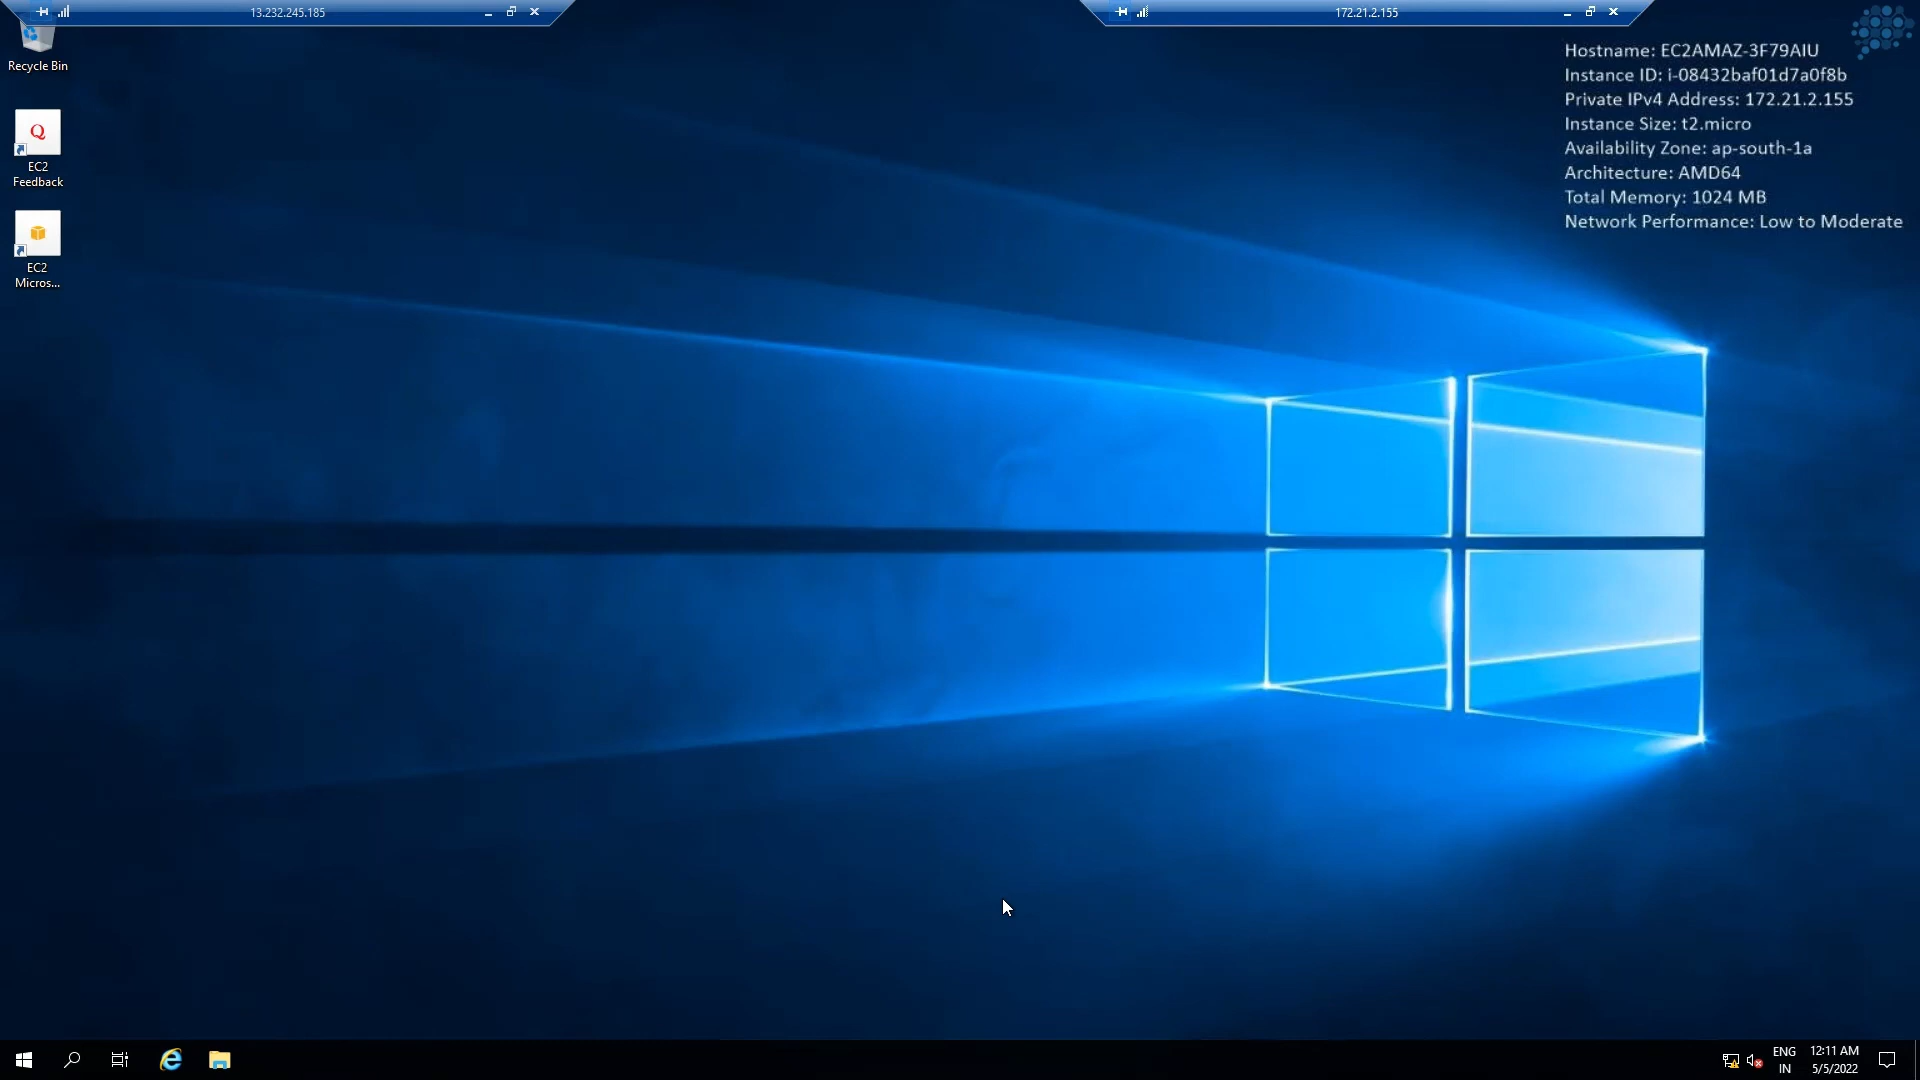 13.232.245.185
172.21.2.155
Recycle Bin
EC2
Feedback
EC2
Micros...
Hostname: EC2AMAZ-3F79AIU
Instance ID: i-08432baf01d7a0f8b
Private IPv4 Address: 172.21.2.155
Instance Size: t2.micro
Availability Zone: ap-south-1a
Architecture: AMD64
Total Memory: 1024 MB
Network Performance: Low to Moderate
ENG
IN
12:11 AM
5/5/2022